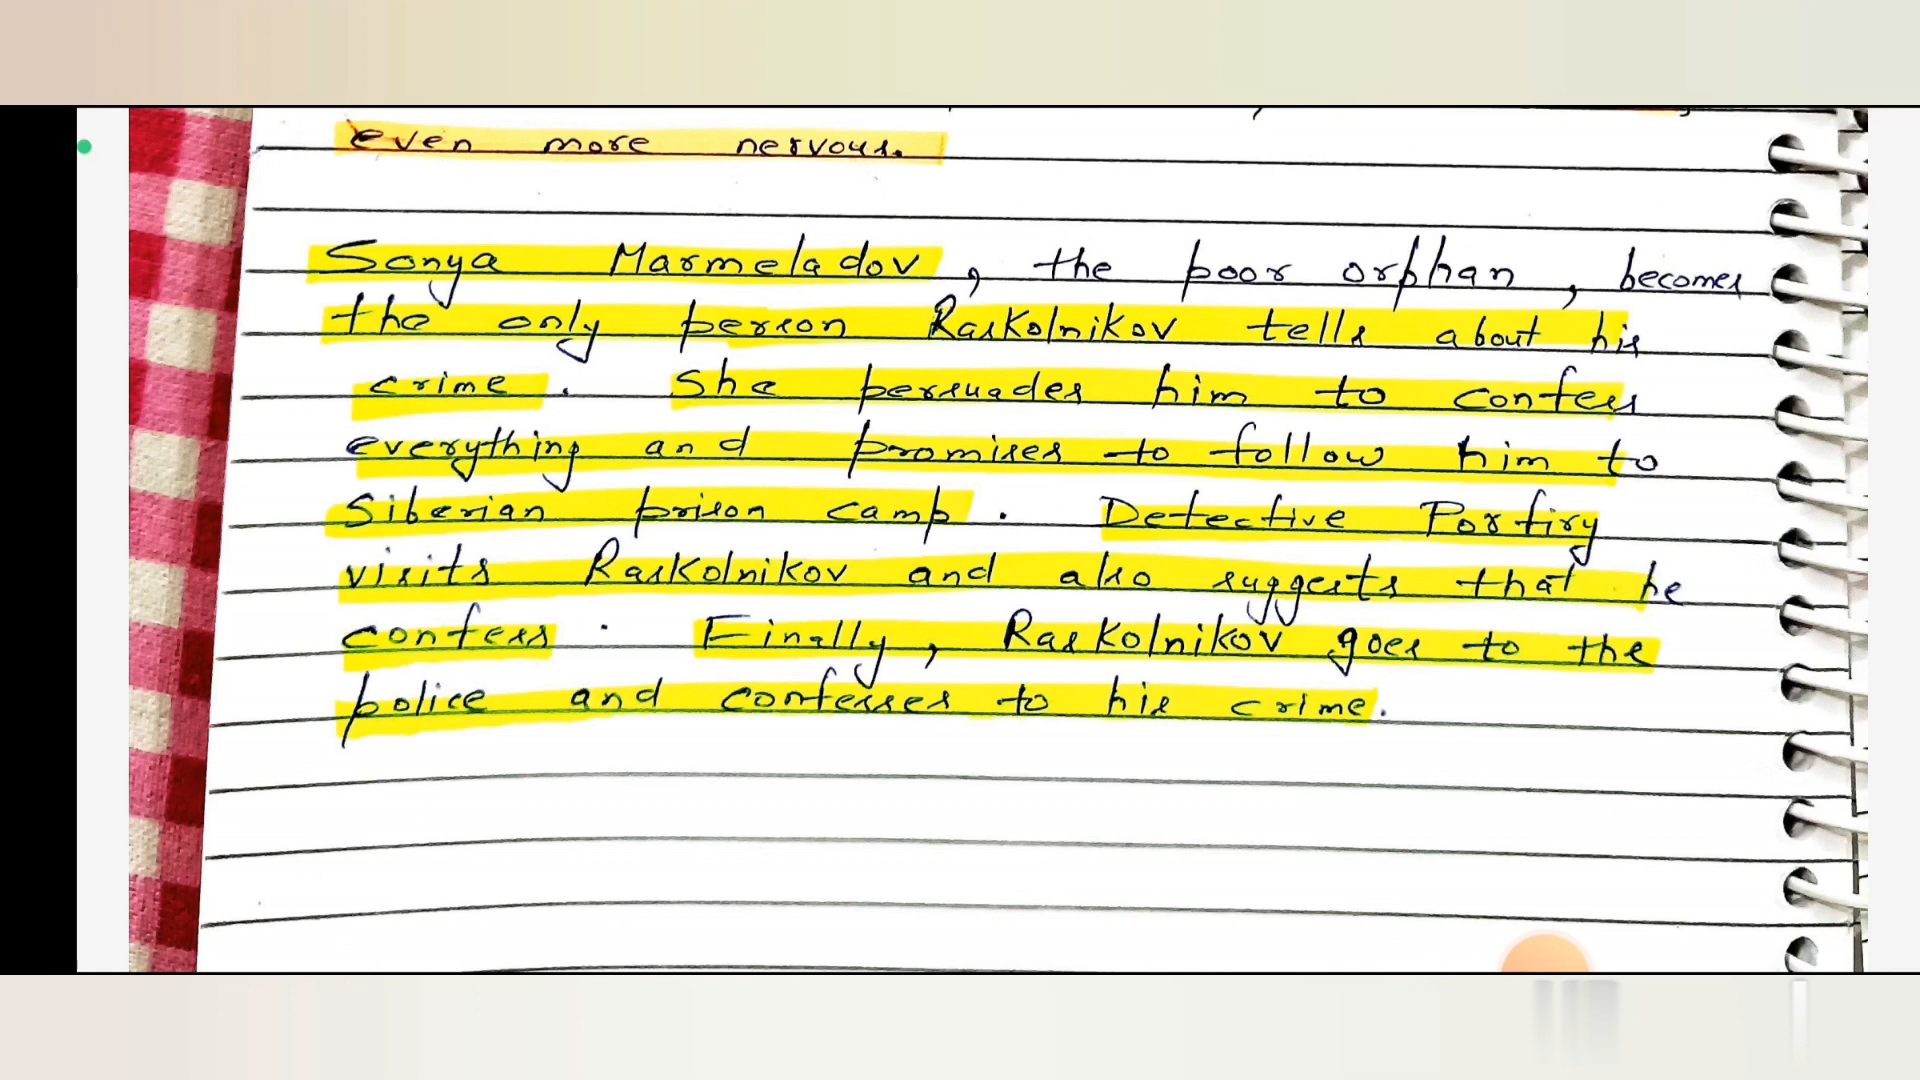 even more nervous.
Sonya Marmeladov, the poor orphan, becomes
the only person Raskolnikov tells about his
crime. She persuades him to confess
everything and promises to follow him to
Siberian prison camp. Detective Porfiry
visits Raskolnikov and also suggests that he
confess. Finally, Raskolnikov goes to the
police and confesses to his crime.